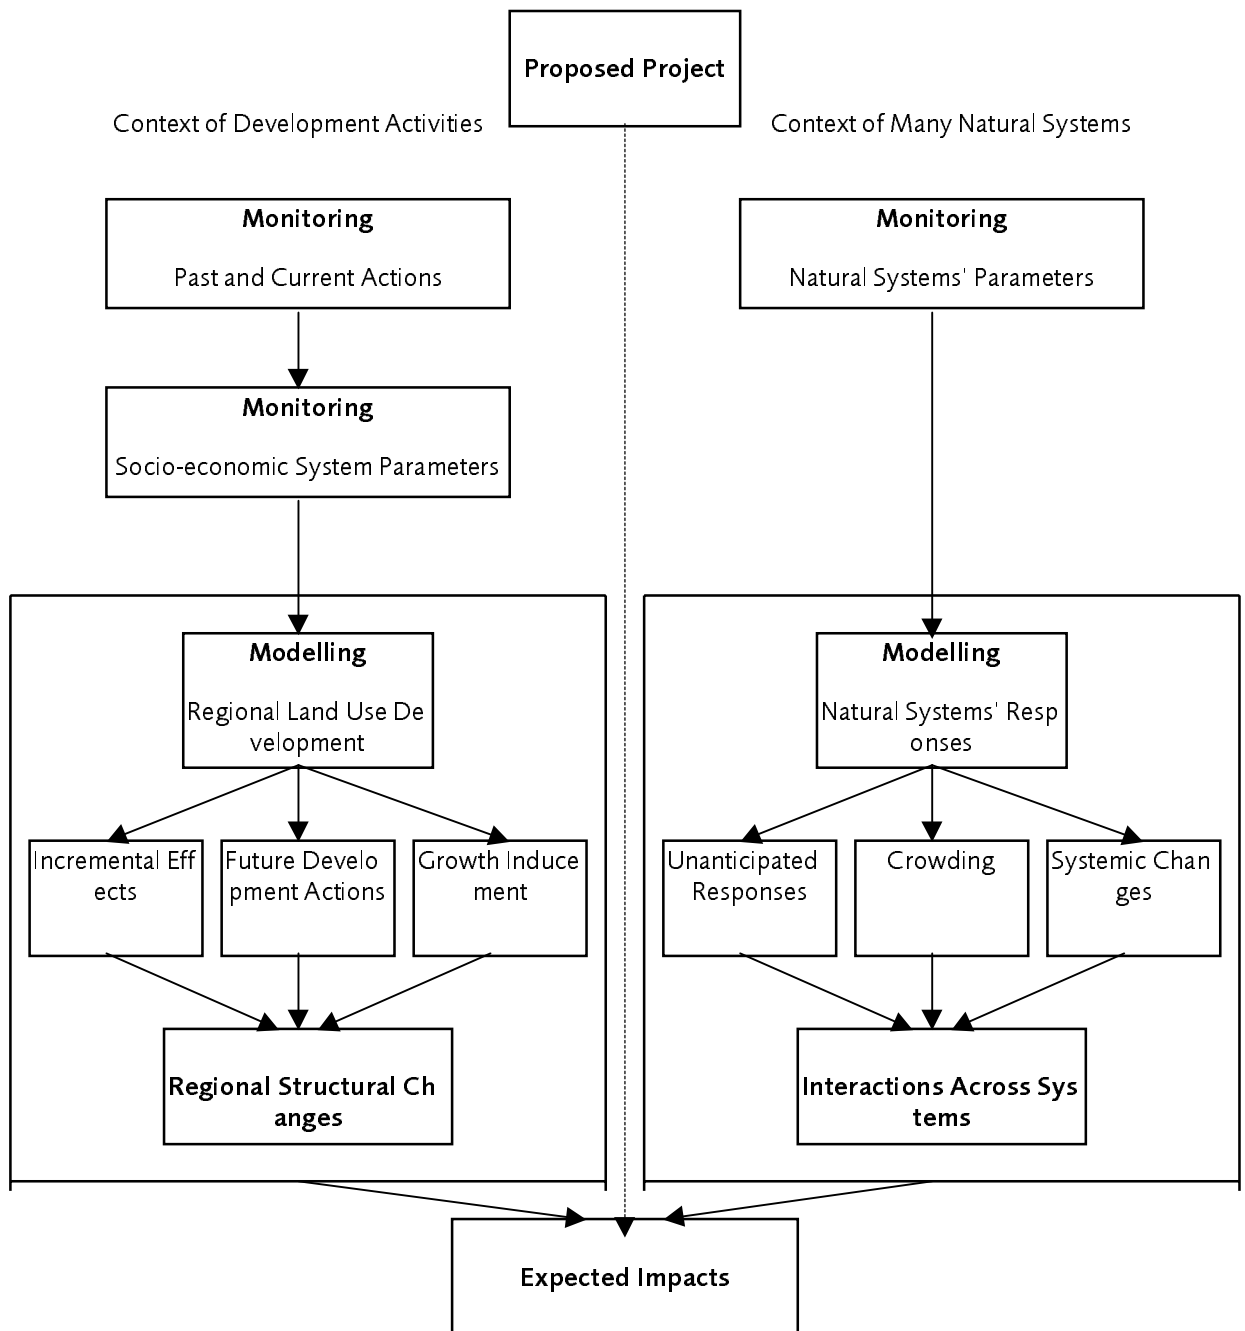 Proposed Project
Context of Development Activities
Context of Many Natural Systems
Monitoring
Past and Current Actions
Monitoring
Natural Systems' Parameters
Monitoring
Socio-economic System Parameters
Modelling
Regional Land Use De
velopment
Modelling
Natural Systems' Resp
onses
Incremental Eff
ects
Future Develo
pment Actions
Growth Induce
ment
Unanticipated
Responses
Crowding
Systemic Chan
ges
Regional Structural Ch
anges
Interactions Across Sys
tems
Expected Impacts